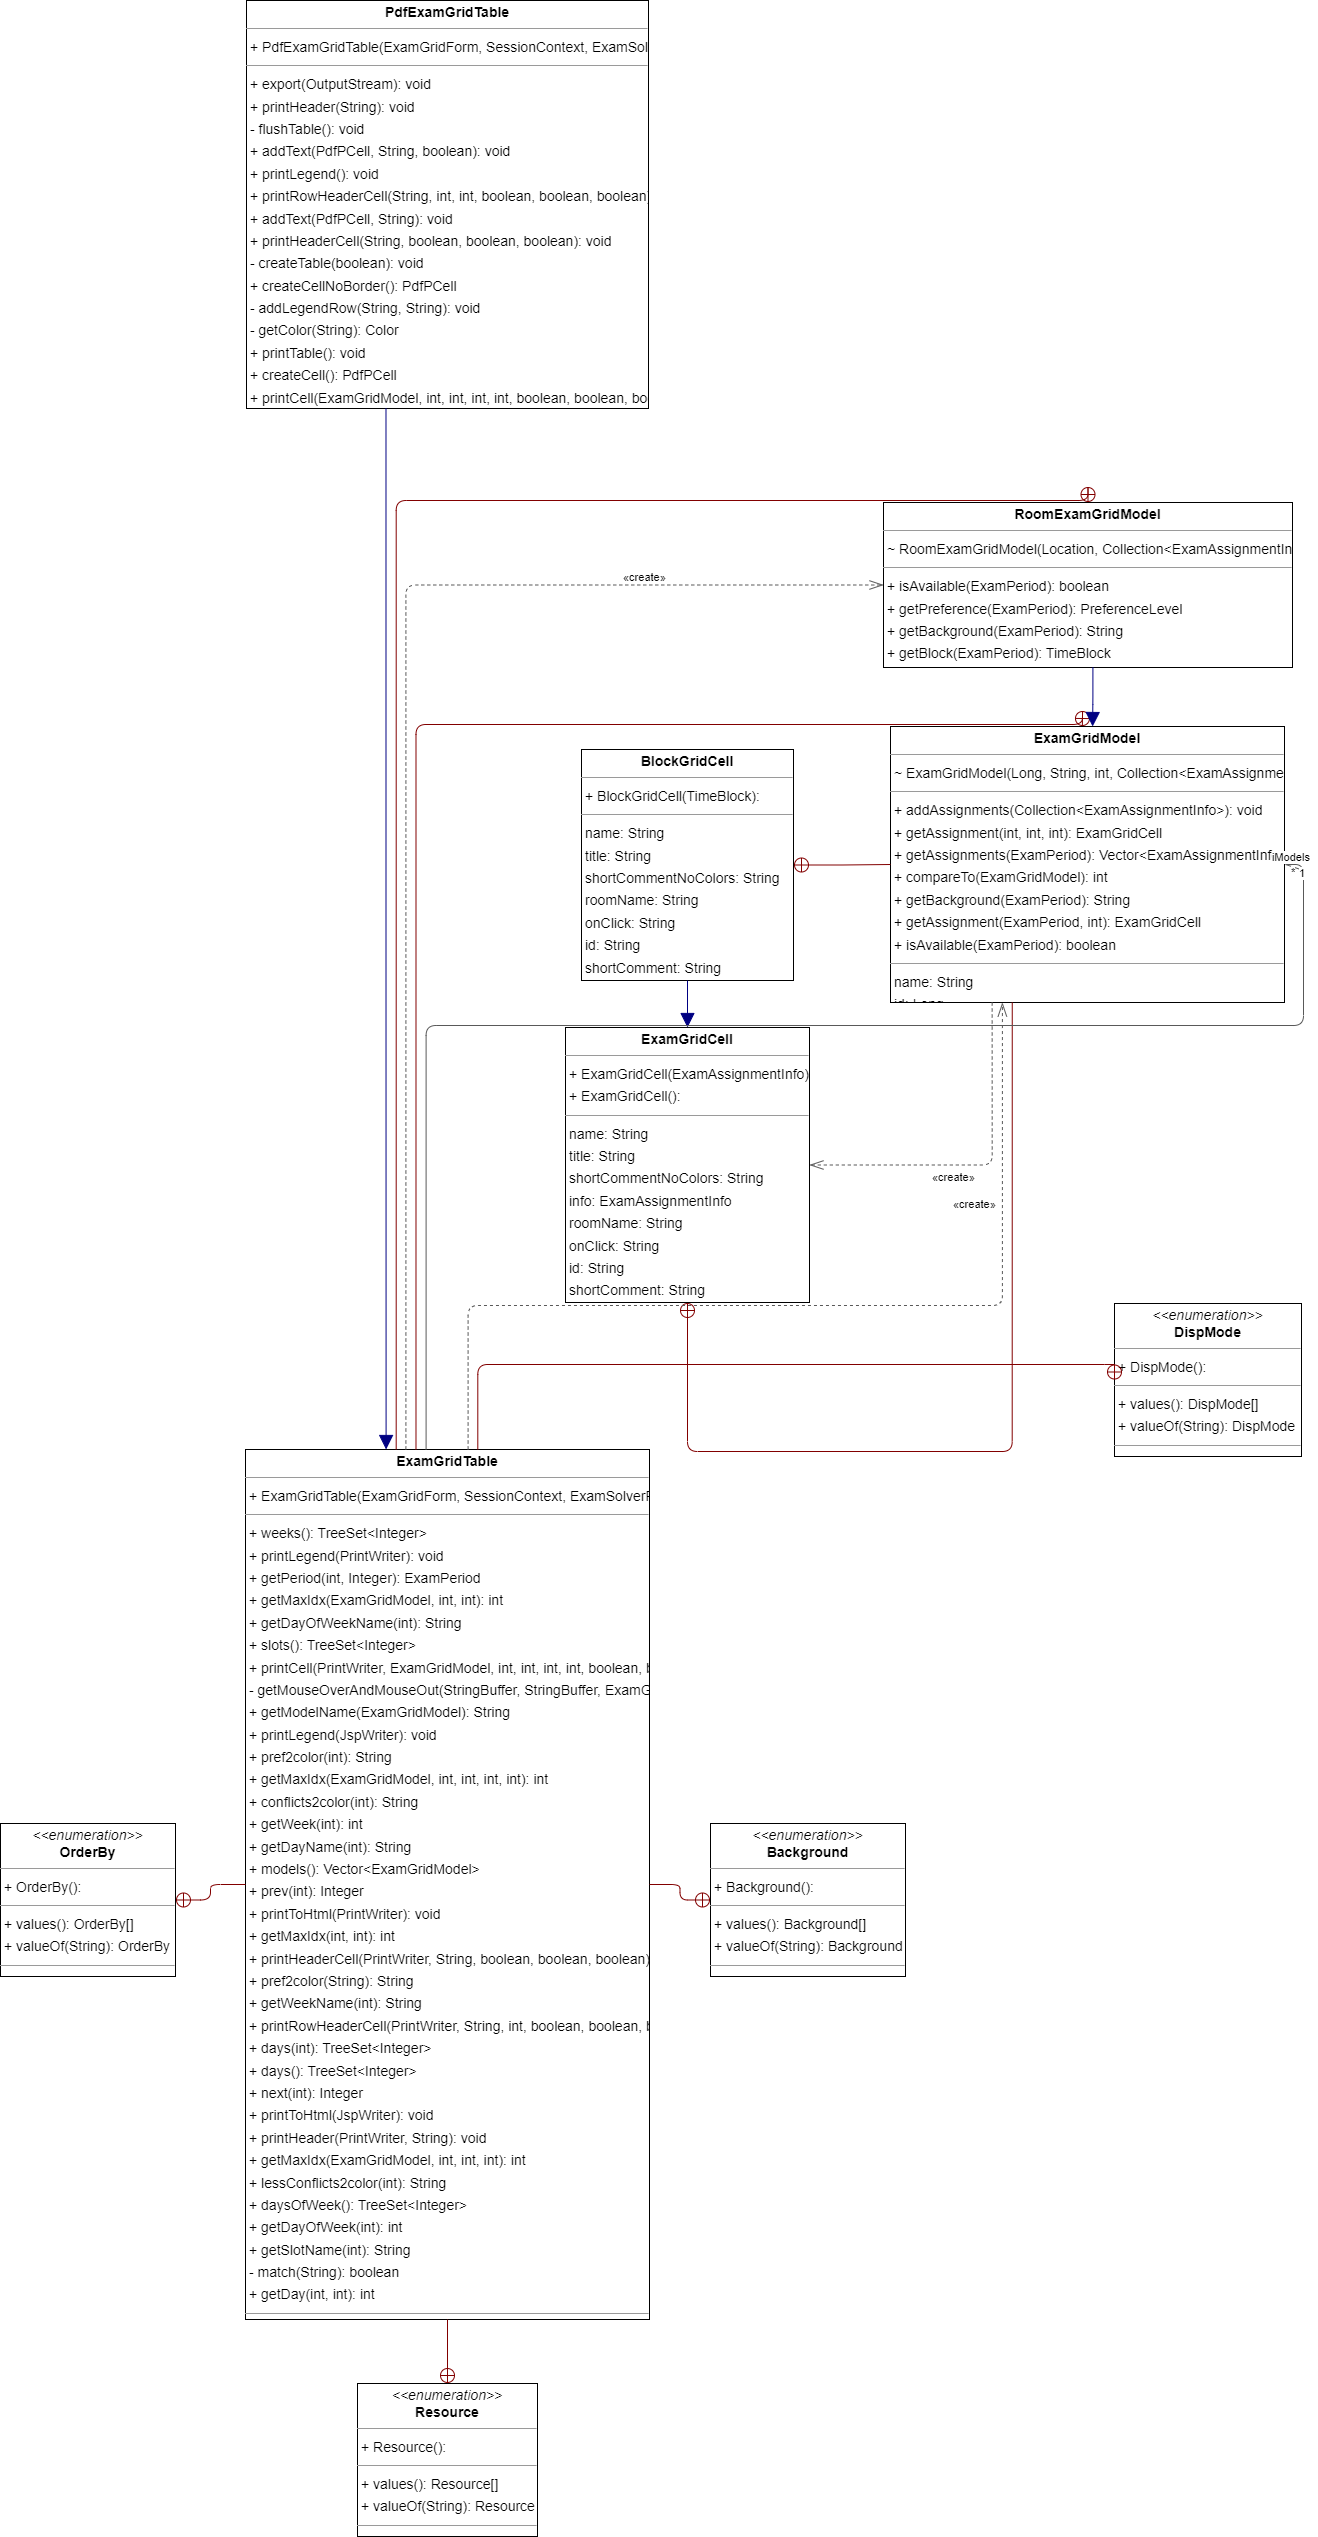 PdfExamGridTable
+ PdfExamGridTable(ExamGridForm, SessionContext, ExamSol
+ export(OutputStream): void
+ printHeader(String): void
- flushTable(): void
+ addText(PdfPCell, String, boolean): void
+ printLegend(): void
+ printRowHeaderCell(String, int, int, boolean, boolean, boolean)
+ addText(PdfPCell, String): void
+ printHeaderCell(String, boolean, boolean, boolean): void
- createTable(boolean): void
+ createCellNoBorder(): PdfPCell
- addLegendRow(String, String): void
- getColor(String): Color
+ printTable(): void
+ createCell(): PdfPCell
+ printCell(ExamGridModel, int, int, int, int, boolean, boolean, bo
RoomExamGridModel
~ RoomExamGridModel(Location, Collection<ExamAssignmentIn
+ isAvailable(ExamPeriod): boolean
+ getPreference(ExamPeriod): PreferenceLevel
+ getBackground(ExamPeriod): String
+ getBlock(ExamPeriod): TimeBlock
«create»
ExamGridModel
~ ExamGridModel(Long, String, int, Collection<ExamAssignme
+ addAssignments(Collection<ExamAssignmentInfo>): void
+ getAssignment(int, int, int): ExamGridCell
+ getAssignments(ExamPeriod): Vector<ExamAssignmentInf
+ compareTo(ExamGridModel): int
+ getBackground(ExamPeriod): String
+ getAssignment(ExamPeriod, int): ExamGridCell
+ isAvailable(ExamPeriod): boolean
name: String
id: Long
iModels
*
1
BlockGridCell
+ BlockGridCell(TimeBlock):
name: String
title: String
shortCommentNoColors: String
roomName: String
onClick: String
id: String
shortComment: String
ExamGridCell
+ ExamGridCell(ExamAssignmentInfo)
+ ExamGridCell():
name: String
title: String
shortCommentNoColors: String
info: ExamAssignmentInfo
roomName: String
onClick: String
id: String
shortComment: String
«create»
«create»
<<enumeration>>
DispMode
+ DispMode():
+ values(): DispMode[]
+ valueOf(String): DispMode
ExamGridTable
+ ExamGridTable(ExamGridForm, SessionContext, ExamSolverP
+ weeks(): TreeSet<Integer>
+ printLegend(PrintWriter): void
+ getPeriod(int, Integer): ExamPeriod
+ getMaxIdx(ExamGridModel, int, int): int
+ getDayOfWeekName(int): String
+ slots(): TreeSet<Integer>
+ printCell(PrintWriter, ExamGridModel, int, int, int, int, boolean, b
- getMouseOverAndMouseOut(StringBuffer, StringBuffer, ExamG
+ getModelName(ExamGridModel): String
+ printLegend(JspWriter): void
+ pref2color(int): String
+ getMaxIdx(ExamGridModel, int, int, int, int): int
+ conflicts2color(int): String
+ getWeek(int): int
+ getDayName(int): String
+ models(): Vector<ExamGridModel>
+ prev(int): Integer
+ printToHtml(PrintWriter): void
+ getMaxIdx(int, int): int
+ printHeaderCell(PrintWriter, String, boolean, boolean, boolean)
+ pref2color(String): String
+ getWeekName(int): String
+ printRowHeaderCell(PrintWriter, String, int, boolean, boolean, b
+ days(int): TreeSet<Integer>
+ days(): TreeSet<Integer>
+ next(int): Integer
+ printToHtml(JspWriter): void
+ printHeader(PrintWriter, String): void
+ getMaxIdx(ExamGridModel, int, int, int): int
+ lessConflicts2color(int): String
+ daysOfWeek(): TreeSet<Integer>
+ getDayOfWeek(int): int
+ getSlotName(int): String
- match(String): boolean
+ getDay(int, int): int
<<enumeration>>
OrderBy
+ OrderBy():
+ values(): OrderBy[]
+ valueOf(String): OrderBy
<<enumeration>>
Background
+ Background():
+ values(): Background[]
+ valueOf(String): Background
<<enumeration>>
Resource
+ Resource():
+ values(): Resource[]
+ valueOf(String): Resource